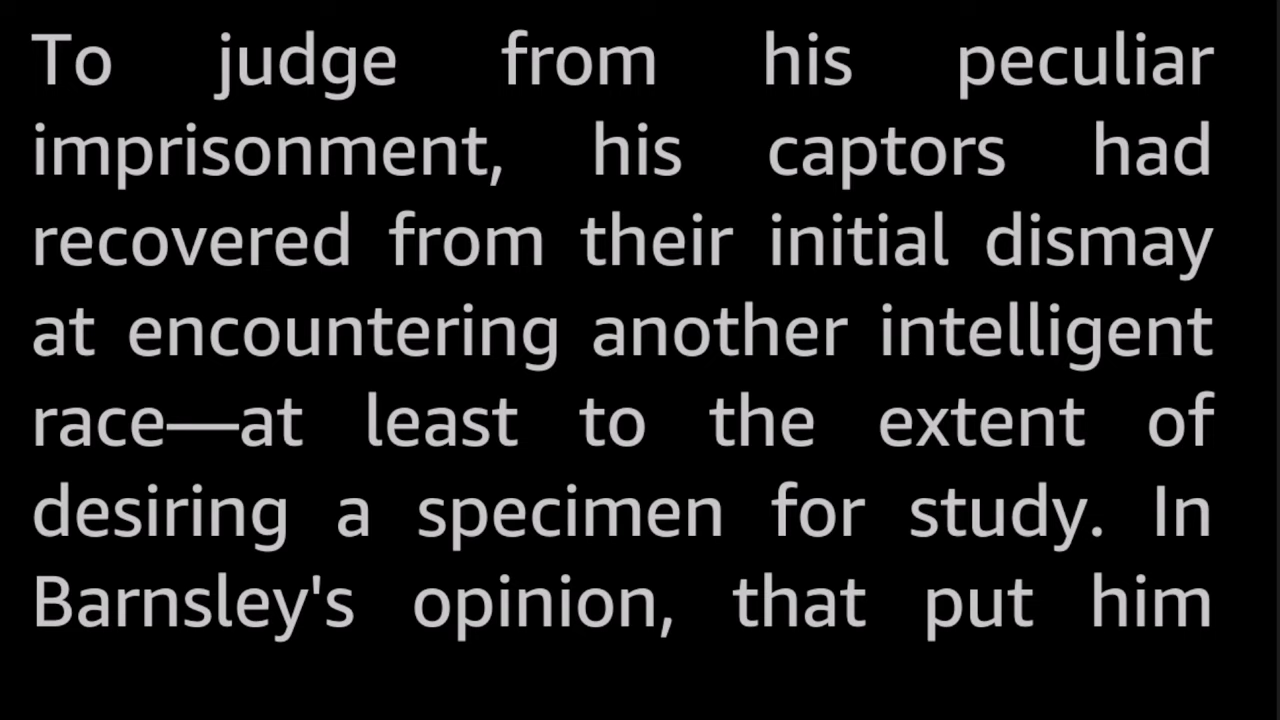 To judge from his peculiar
imprisonment, his captors had
recovered from their initial dismay
at encountering another intelligent
race—at least to the extent of
desiring a specimen for study. In
Barnsley's opinion, that put him